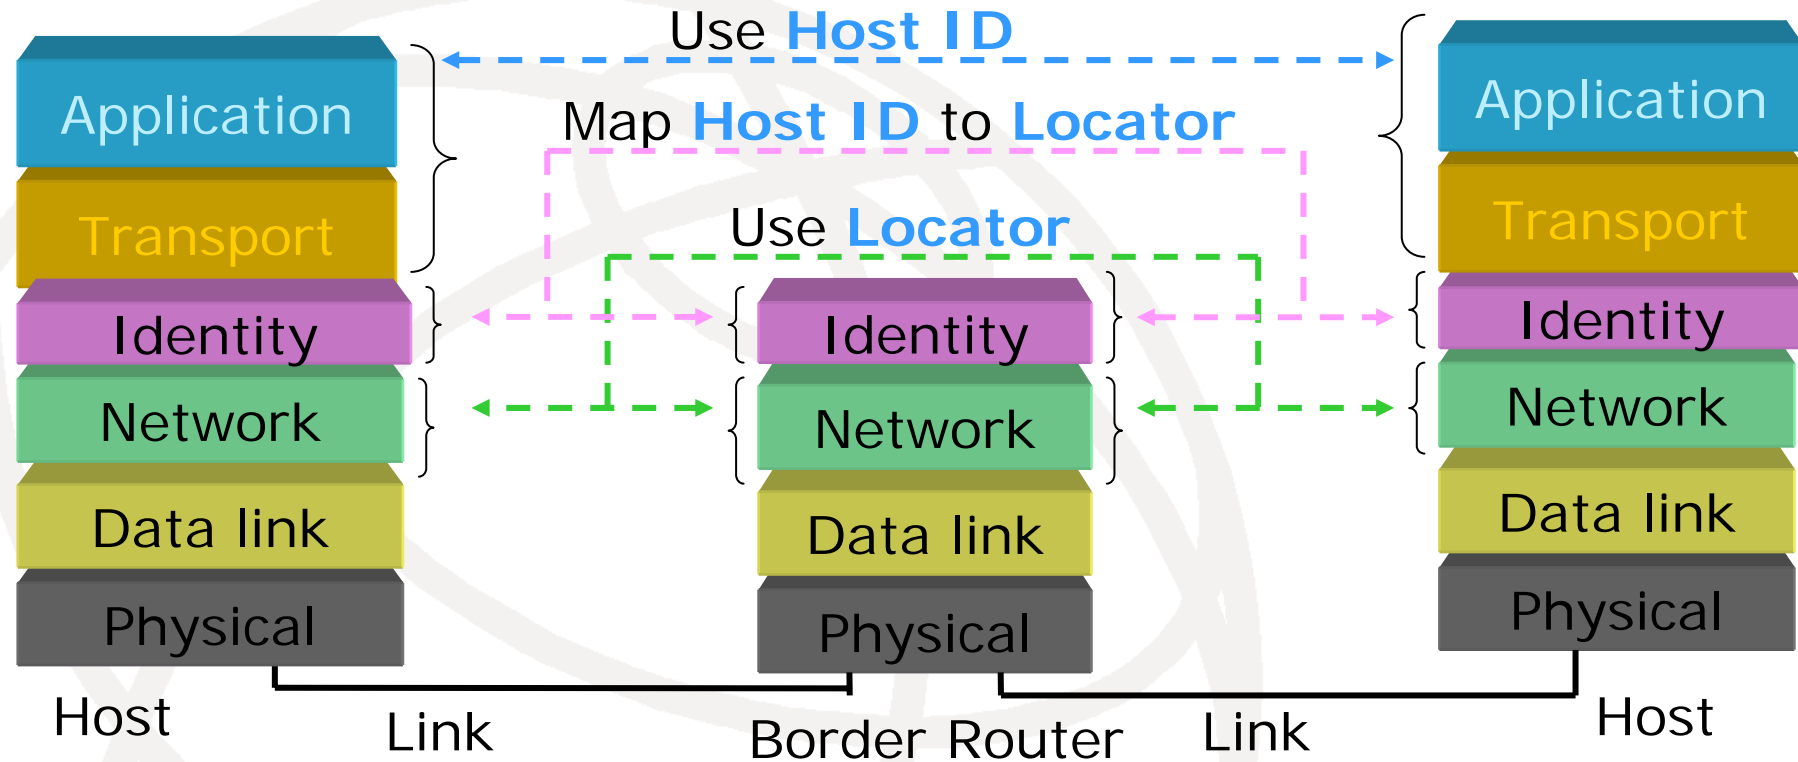 Use Host ID
Map Host ID to Locator
Use Locator
Application
Transport
Identity
Network
Data link
Physical
Host
Link
Identity
Network
Data link
Physical
Border Router
Link
Application
Transport
Identity
Network
Data link
Physical
Host